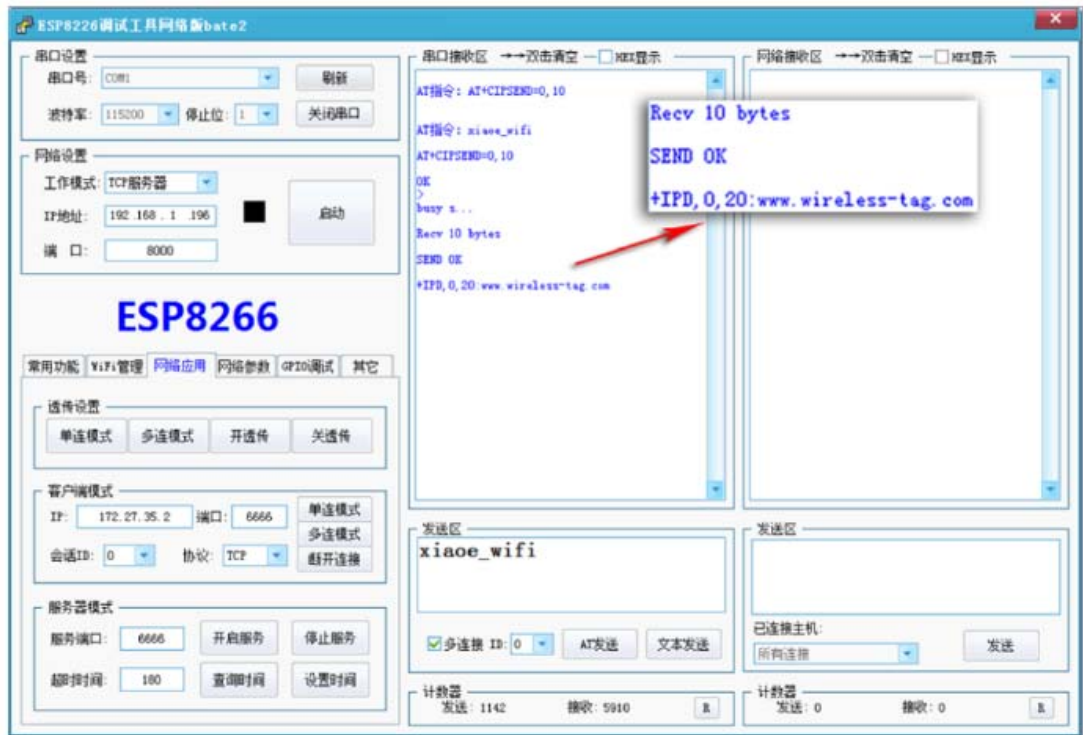 ESP8226调试工具网络版bate2
串口设置
串口号: COM1 刷新
波特率: 115200 停止位: 1 关闭串口
网络设置
工作模式: TCP服务器
IP地址: 192 .168 . 1 .196
启动
端 口: 8000
ESP8266
常用功能 WiFi管理 网络应用 网络参数 GPIO调试 其它
透传设置
单连模式 多连模式 开透传 关透传
客户端模式
IP: 172.27.35.2 端口: 6666 单连模式
多连模式
会话ID: 0 协议: TCP 断开连接
服务器模式
服务端口: 6666 开启服务 停止服务
超时时间: 180 查询时间 设置时间
串口接收区 →→双击清空 HEX显示
AT指令: AT+CIPSEND=0,10
AT指令: xiaoe_wifi
AT+CIPSEND=0,10
OK
>
busy s...
Recv 10 bytes
SEND OK
+IPD,0,20:www.wireless-tag.com
Recv 10 bytes
SEND OK
+IPD,0,20:www.wireless-tag.com
发送区
xiaoe_wifi
多连接 ID: 0 AT发送 文本发送
计数器
发送: 1142 接收: 5910 R
网络接收区 →→双击清空 HEX显示
发送区
已连接主机:
所有连接 发送
计数器
发送: 0 接收: 0 R